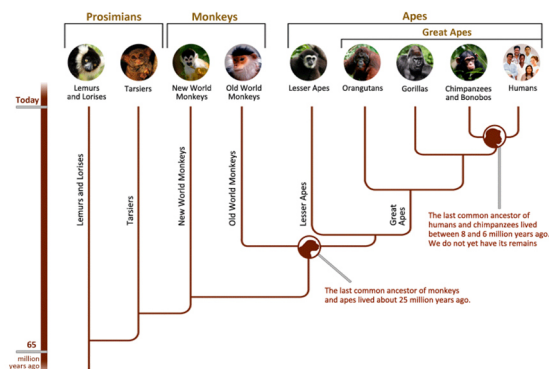 Prosimians
Monkeys
Apes
Great Apes
Lemurs
and Lorises
Tarsiers
New World
Monkeys
Old World
Monkeys
Lesser Apes
Orangutans
Gorillas
Chimpanzees
and Bonobos
Humans
Today
Lemurs and Lorises
Tarsiers
New World Monkeys
Old World Monkeys
Lesser Apes
Great
Apes
The last common ancestor of
humans and chimpanzees lived
between 8 and 6 million years ago.
We do not yet have its remains
The last common ancestor of monkeys
and apes lived about 25 million years ago.
65
million
years ago